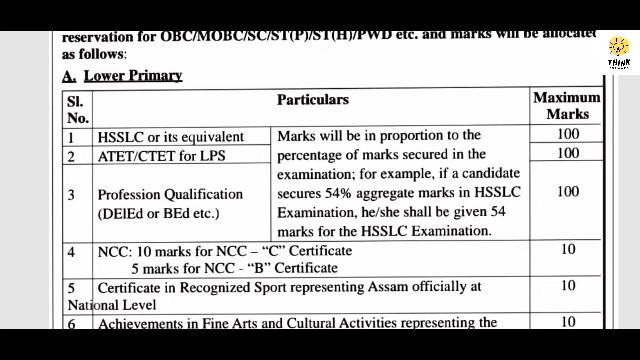 reservation for OBC/MOBC/SC/ST(P)/ST(H)/PWD etc. and marks will be allocated
as follows:
A. Lower Primary
Sl. No. Particulars Maximum Marks
1 HSSLC or its equivalent 100
2 ATET/CTET for LPS 100
3 Profession Qualification (DElEd or BEd etc.) 100
Marks will be in proportion to the
percentage of marks secured in the
examination; for example, if a candidate
secures 54% aggregate marks in HSSLC
Examination, he/she shall be given 54
marks for the HSSLC Examination.
4 NCC: 10 marks for NCC – “C” Certificate 10
5 marks for NCC - “B” Certificate
5 Certificate in Recognized Sport representing Assam officially at 10
National Level
6 Achievements in Fine Arts and Cultural Activities representing the 10
THINK